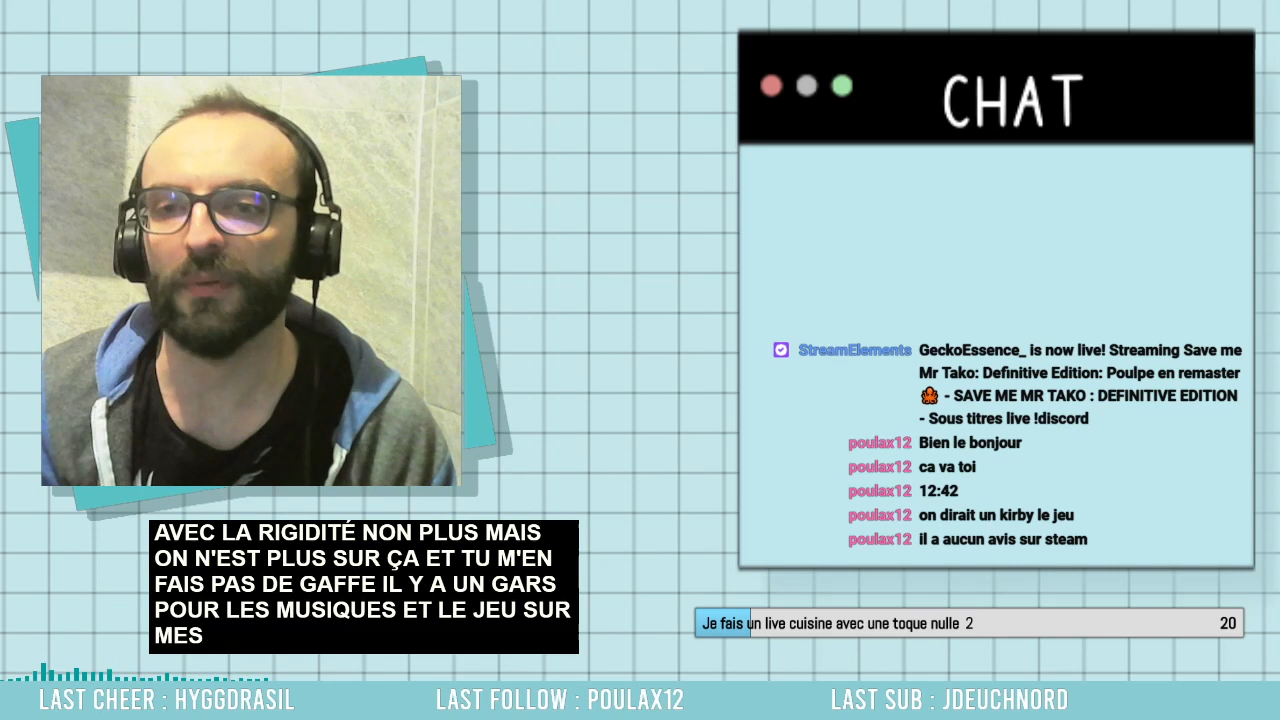 CHAT
StreamElements GeckoEssence_ is now live! Streaming Save me
Mr Tako: Definitive Edition: Poulpe en remaster
🐙 - SAVE ME MR TAKO : DEFINITIVE EDITION
- Sous titres live !discord
poulax12 Bien le bonjour
poulax12 ca va toi
poulax12 12:42
poulax12 on dirait un kirby le jeu
poulax12 il a aucun avis sur steam
AVEC LA RIGIDITÉ NON PLUS MAIS
ON N'EST PLUS SUR ÇA ET TU M'EN
FAIS PAS DE GAFFE IL Y A UN GARS
POUR LES MUSIQUES ET LE JEU SUR
MES
Je fais un live cuisine avec une toque nulle 2 20
LAST CHEER : HYGGDRASIL LAST FOLLOW : POULAX12 LAST SUB : JDEUCHNORD